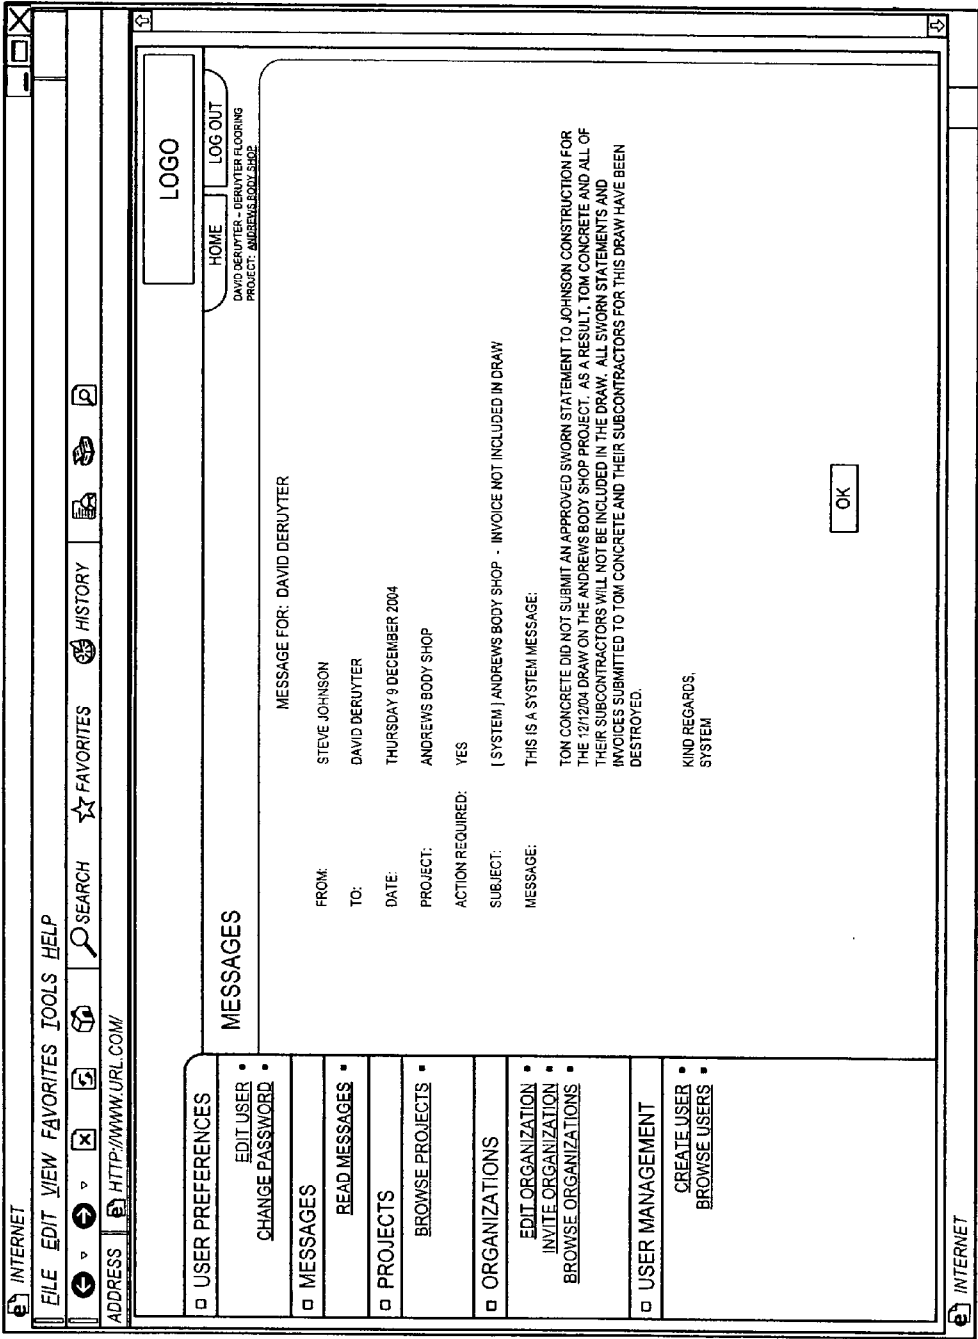 INTERNET
FILE EDIT VIEW FAVORITES TOOLS HELP
SEARCH FAVORITES HISTORY
ADDRESS HTTP://WWW.URL.COM/
LOGO
HOME LOG OUT
DAVID DERUYTER – DERUYTER FLOORING
PROJECT: ANDREWS BODY SHOP
USER PREFERENCES
EDIT USER
CHANGE PASSWORD
MESSAGES
READ MESSAGES
PROJECTS
BROWSE PROJECTS
ORGANIZATIONS
EDIT ORGANIZATION
INVITE ORGANIZATION
BROWSE ORGANIZATIONS
USER MANAGEMENT
CREATE USER
BROWSE USERS
MESSAGES
MESSAGE FOR: DAVID DERUYTER
FROM: STEVE JOHNSON
TO: DAVID DERUYTER
DATE: THURSDAY 9 DECEMBER 2004
PROJECT: ANDREWS BODY SHOP
ACTION REQUIRED: YES
SUBJECT: [ SYSTEM ] ANDREWS BODY SHOP - INVOICE NOT INCLUDED IN DRAW
MESSAGE: THIS IS A SYSTEM MESSAGE:
TON CONCRETE DID NOT SUBMIT AN APPROVED SWORN STATEMENT TO JOHNSON CONSTRUCTION FOR
THE 12/12/04 DRAW ON THE ANDREWS BODY SHOP PROJECT. AS A RESULT, TOM CONCRETE AND ALL OF
THEIR SUBCONTRACTORS WILL NOT BE INCLUDED IN THE DRAW. ALL SWORN STATEMENTS AND
INVOICES SUBMITTED TO TOM CONCRETE AND THEIR SUBCONTRACTORS FOR THIS DRAW HAVE BEEN
DESTROYED.
KIND REGARDS,
SYSTEM
OK
INTERNET